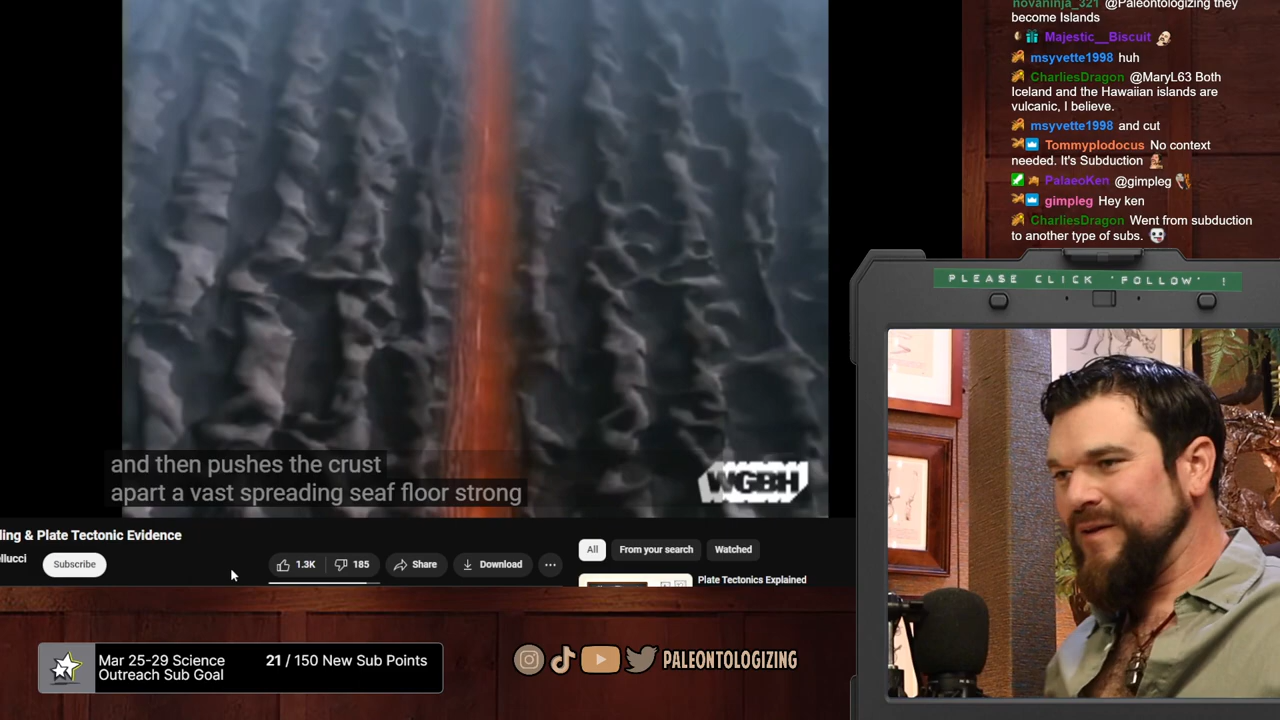 and then pushes the crust
apart a vast spreading seaf floor strong
WGBH
ling & Plate Tectonic Evidence
ellucci
Subscribe
1.3K
185
Share
Download
All
From your search
Watched
Plate Tectonics Explained
Mar 25-29 Science
Outreach Sub Goal
21 / 150 New Sub Points
PALEONTOLOGIZING
novaninja_321 @Paleontologizing they
become Islands
Majestic__Biscuit
msyvette1998 huh
CharliesDragon @MaryL63 Both
Iceland and the Hawaiian islands are
vulcanic, I believe.
msyvette1998 and cut
Tommyplodocus No context
needed. It's Subduction
PalaeoKen @gimpleg
gimpleg Hey ken
CharliesDragon Went from subduction
to another type of subs.
PLEASE CLICK "FOLLOW" !